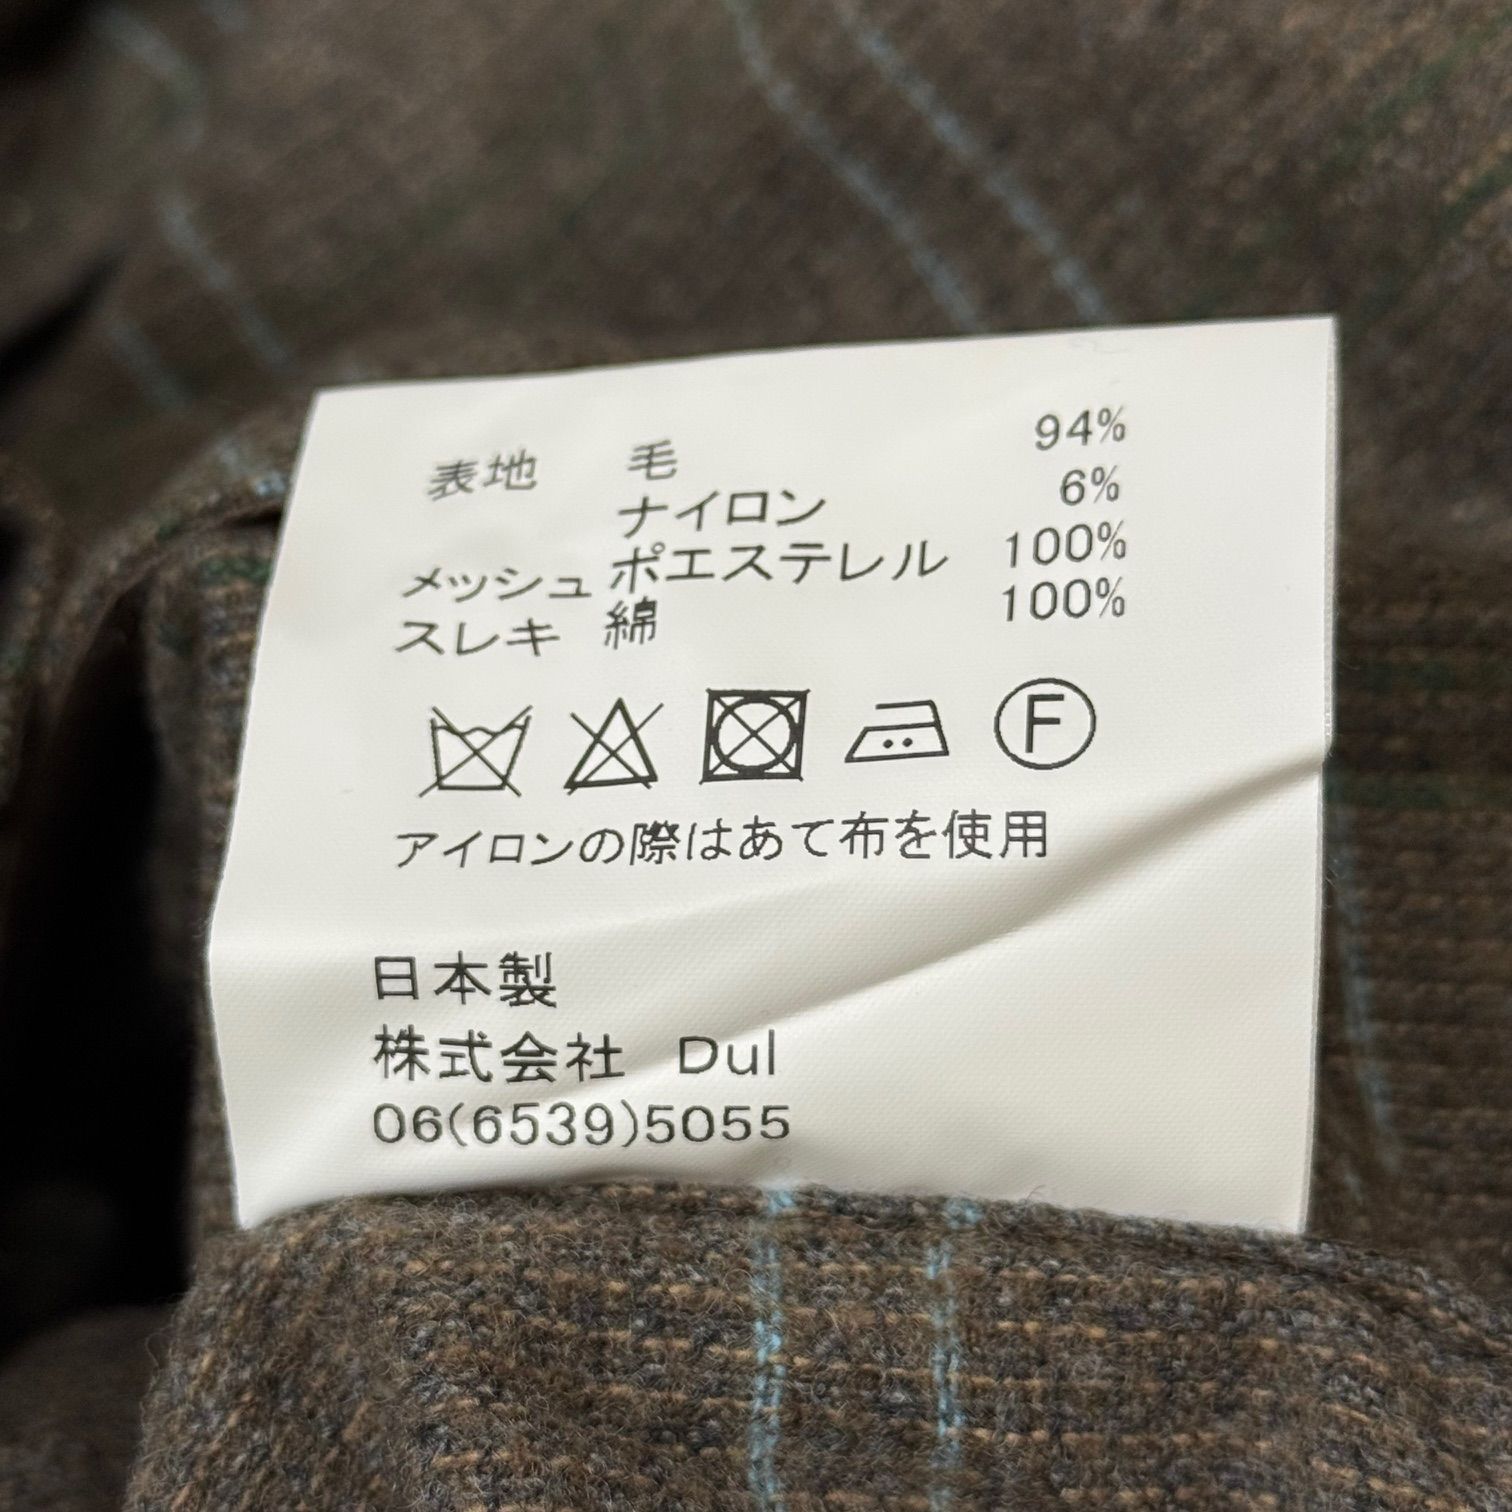 表地 毛 94%
ナイロン 6%
メッシュ ポエステレル 100%
スレキ 綿 100%
F
アイロンの際はあて布を使用
日本製
株式会社 Dul
06(6539)5055